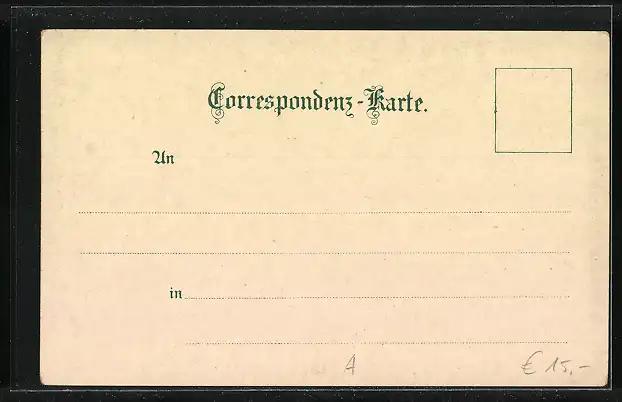 Correspondenz-Karte.
An
in
A
€ 15,-